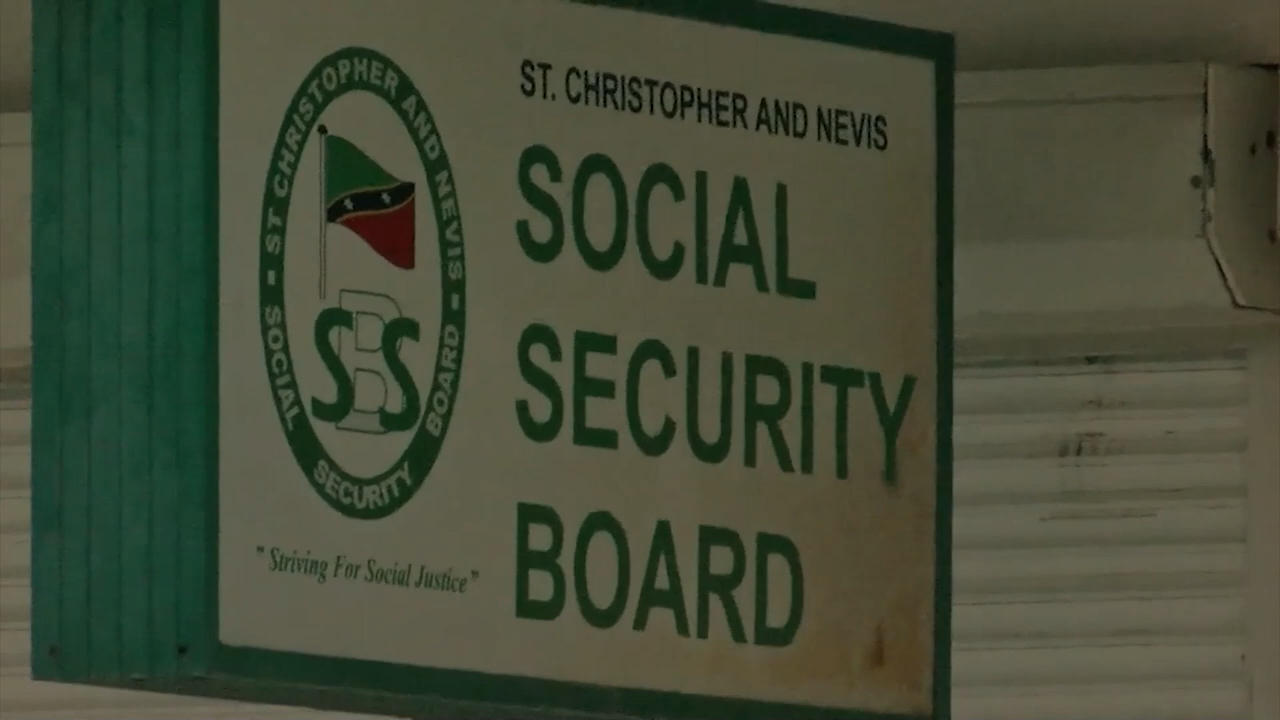 ST CHRISTOPHER AND NEVIS
SOCIAL SECURITY BOARD
SBS
" Striving For Social Justice"
ST. CHRISTOPHER AND NEVIS
SOCIAL
SECURITY
BOARD